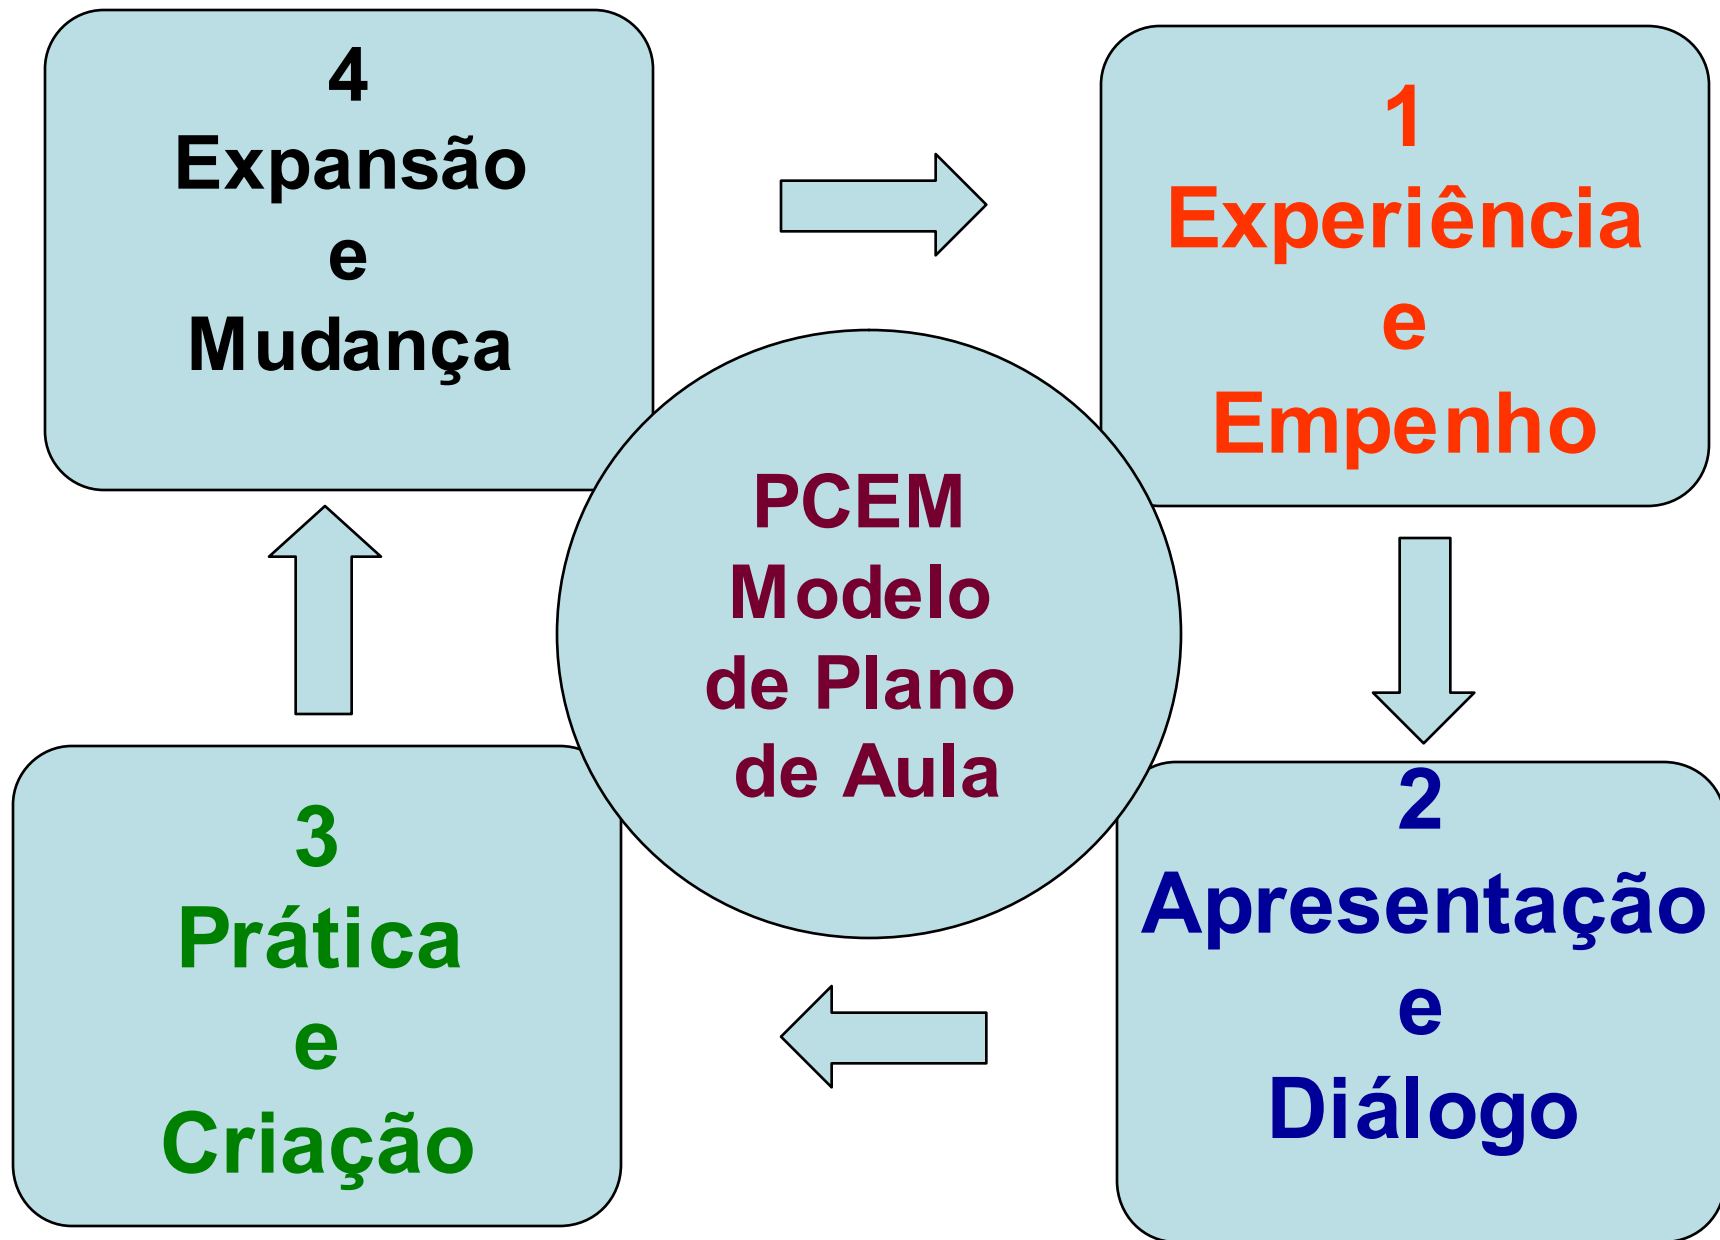 4
Expansão
e
Mudança
1
Experiência
e
Empenho
PCEM
Modelo
de Plano
de Aula
3
Prática
e
Criação
2
Apresentação
e
Diálogo